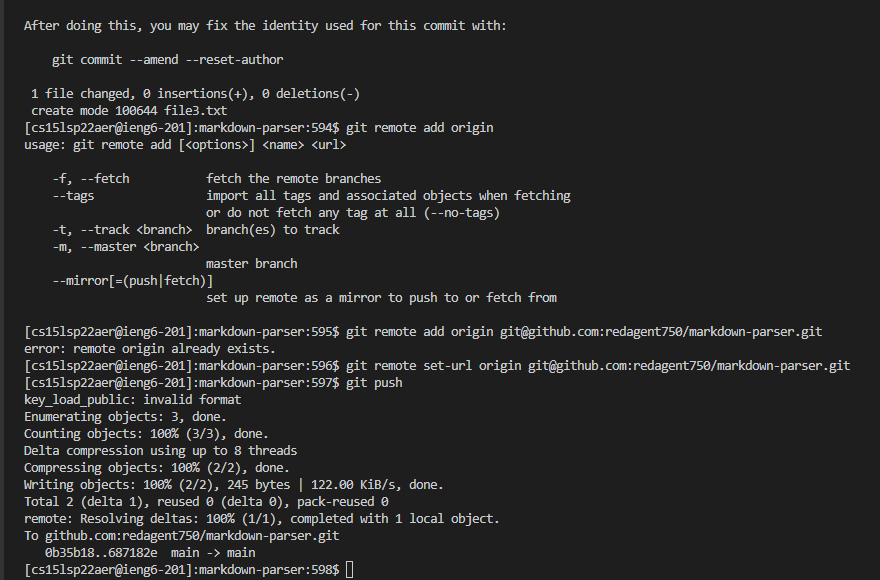 After doing this, you may fix the identity used for this commit with:
git commit --amend --reset-author
1 file changed, 0 insertions(+), 0 deletions(-)
create mode 100644 file3.txt
[cs15lsp22aer@ieng6-201]:markdown-parser:594$ git remote add origin
usage: git remote add [<options>] <name> <url>
-f, --fetch           fetch the remote branches
--tags                import all tags and associated objects when fetching
or do not fetch any tag at all (--no-tags)
-t, --track <branch>  branch(es) to track
-m, --master <branch>
master branch
--mirror[=(push|fetch)]
set up remote as a mirror to push to or fetch from
[cs15lsp22aer@ieng6-201]:markdown-parser:595$ git remote add origin git@github.com:redagent750/markdown-parser.git
error: remote origin already exists.
[cs15lsp22aer@ieng6-201]:markdown-parser:596$ git remote set-url origin git@github.com:redagent750/markdown-parser.git
[cs15lsp22aer@ieng6-201]:markdown-parser:597$ git push
key_load_public: invalid format
Enumerating objects: 3, done.
Counting objects: 100% (3/3), done.
Delta compression using up to 8 threads
Compressing objects: 100% (2/2), done.
Writing objects: 100% (2/2), 245 bytes | 122.00 KiB/s, done.
Total 2 (delta 1), reused 0 (delta 0), pack-reused 0
remote: Resolving deltas: 100% (1/1), completed with 1 local object.
To github.com:redagent750/markdown-parser.git
0b35b18..687182e  main -> main
[cs15lsp22aer@ieng6-201]:markdown-parser:598$